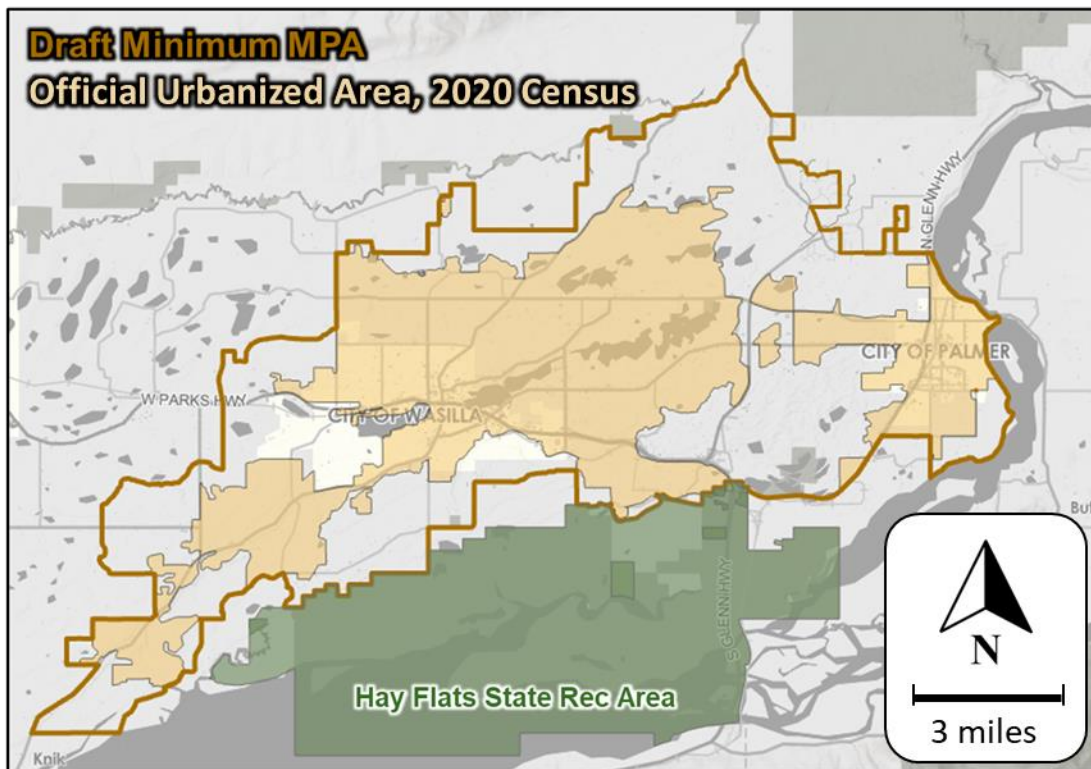 Draft Minimum MPA
Official Urbanized Area, 2020 Census
N GLENN HWY
CITY OF PALMER
W PARKS HWY
CITY OF WASILLA
But
S GLENN HWY
Hay Flats State Rec Area
Knik
N
3 miles